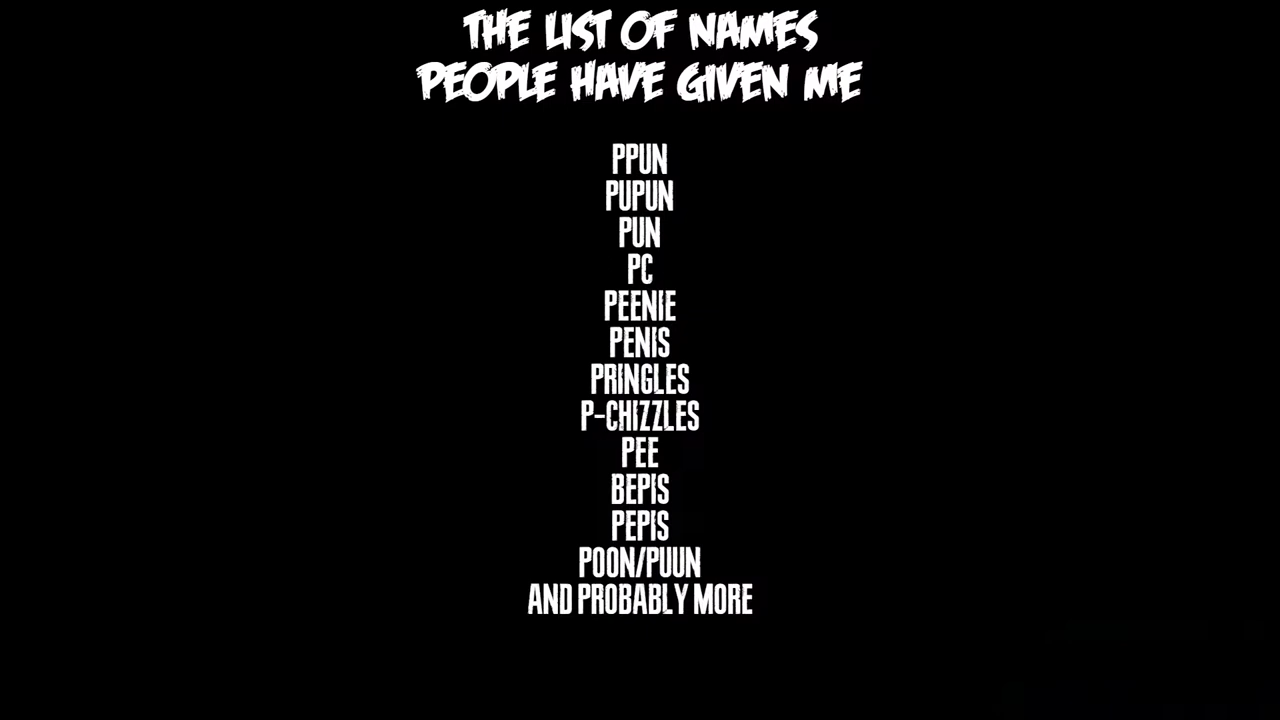 THE LIST OF NAMES
PEOPLE HAVE GIVEN ME
PPUN
PUPUN
PUN
PC
PEENIE
PENIS
PRINGLES
P-CHIZZLES
PEE
BEPIS
PEPIS
POON/PUUN
AND PROBABLY MORE